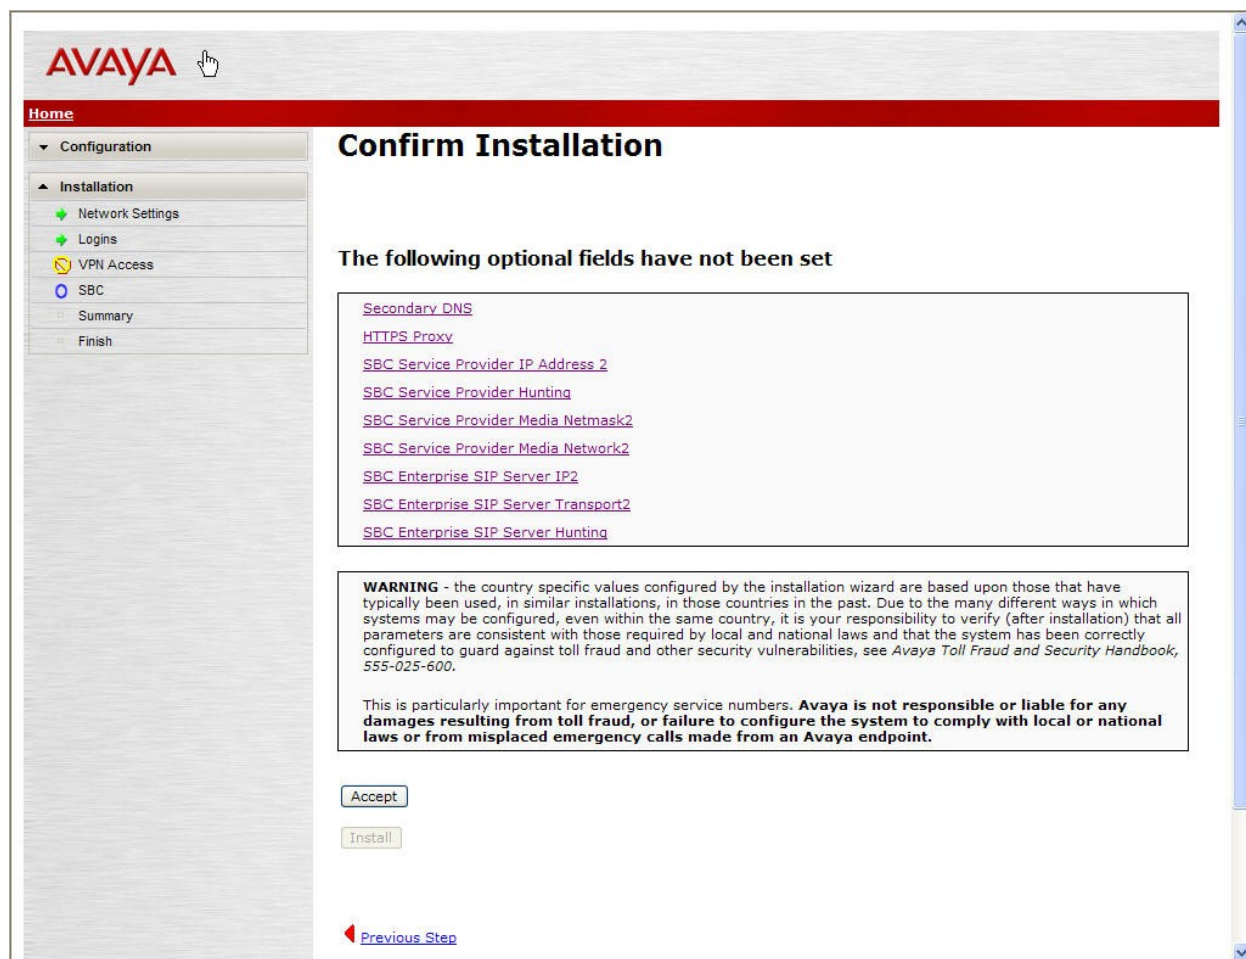 AVAYA
Home
Configuration
Installation
Network Settings
Logins
VPN Access
SBC
Summary
Finish
Confirm Installation
The following optional fields have not been set
Secondary DNS
HTTPS Proxy
SBC Service Provider IP Address 2
SBC Service Provider Hunting
SBC Service Provider Media Netmask2
SBC Service Provider Media Network2
SBC Enterprise SIP Server IP2
SBC Enterprise SIP Server Transport2
SBC Enterprise SIP Server Hunting
WARNING - the country specific values configured by the installation wizard are based upon those that have
typically been used, in similar installations, in those countries in the past. Due to the many different ways in which
systems may be configured, even within the same country, it is your responsibility to verify (after installation) that all
parameters are consistent with those required by local and national laws and that the system has been correctly
configured to guard against toll fraud and other security vulnerabilities, see Avaya Toll Fraud and Security Handbook,
555-025-600.
This is particularly important for emergency service numbers. Avaya is not responsible or liable for any
damages resulting from toll fraud, or failure to configure the system to comply with local or national
laws or from misplaced emergency calls made from an Avaya endpoint.
Accept
Install
Previous Step